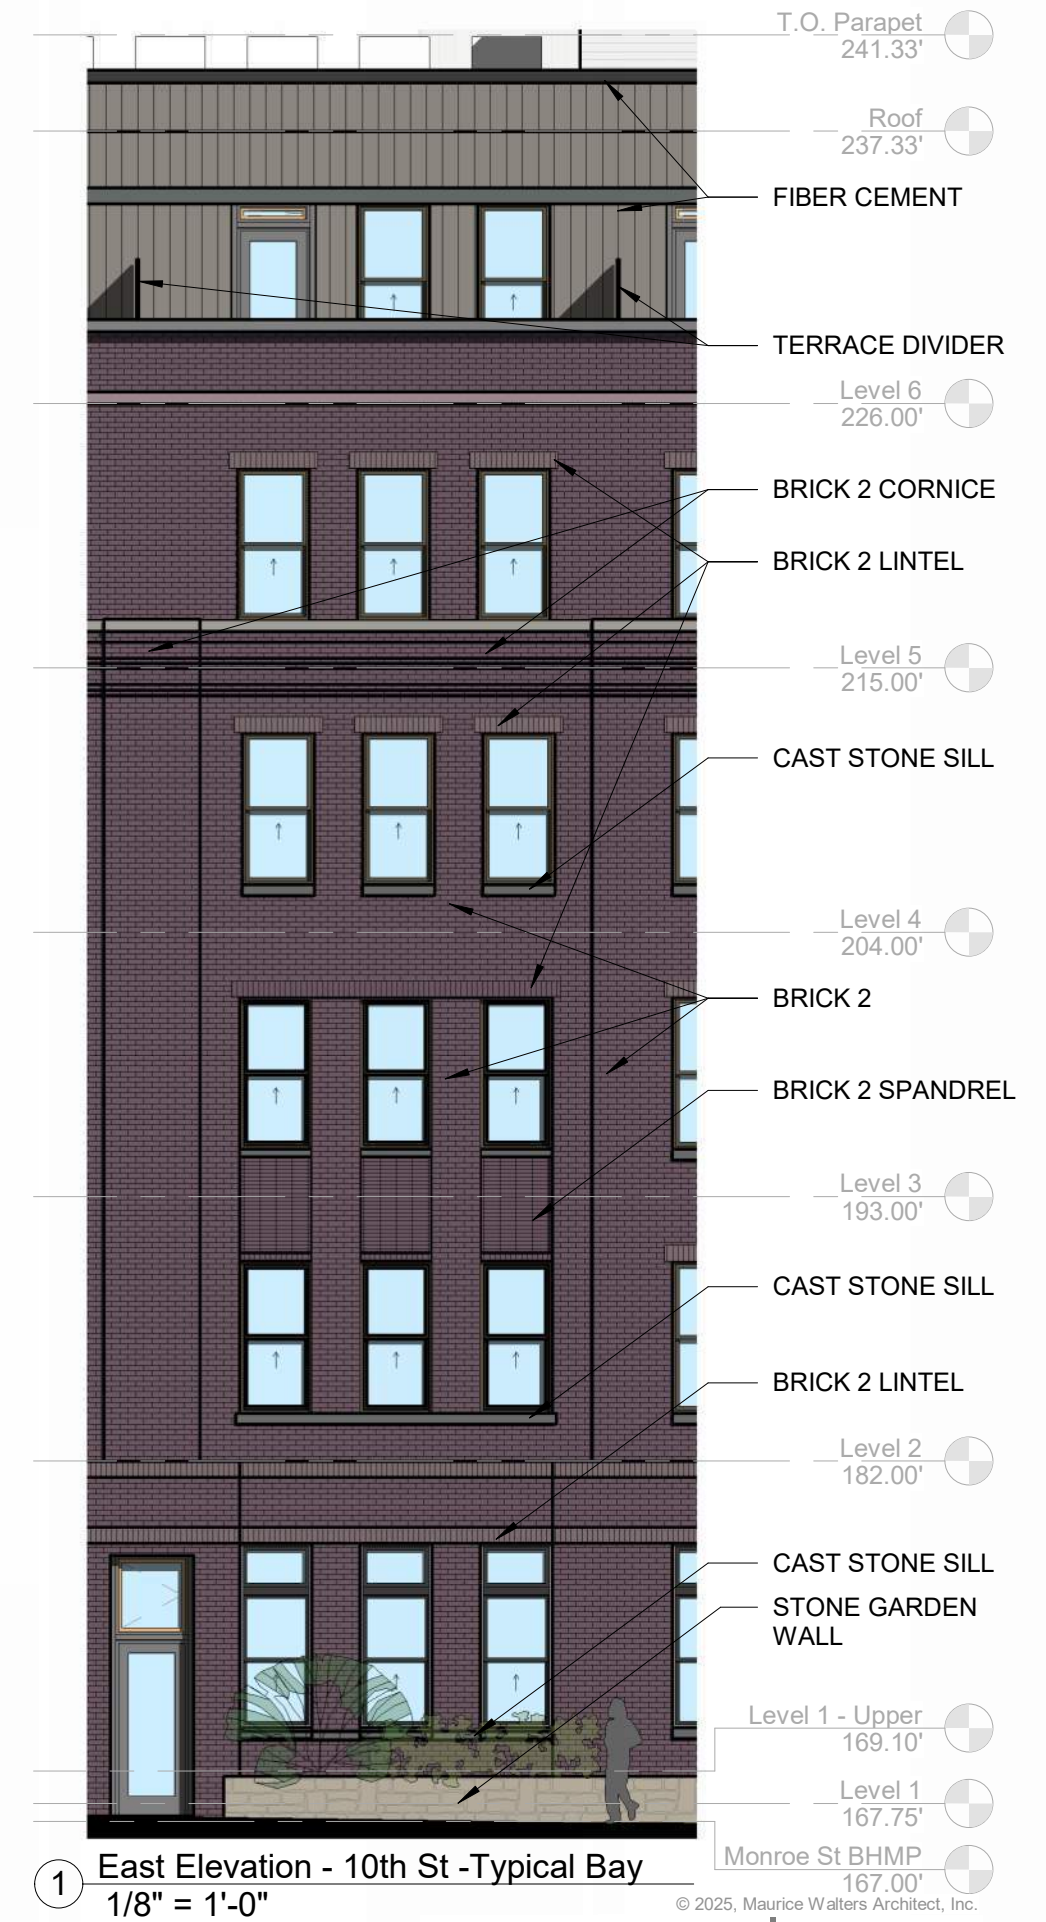 T.O. Parapet
241.33'
Roof
237.33'
FIBER CEMENT
TERRACE DIVIDER
Level 6
226.00'
BRICK 2 CORNICE
BRICK 2 LINTEL
Level 5
215.00'
CAST STONE SILL
Level 4
204.00'
BRICK 2
BRICK 2 SPANDREL
Level 3
193.00'
CAST STONE SILL
BRICK 2 LINTEL
Level 2
182.00'
CAST STONE SILL
STONE GARDEN
WALL
Level 1 - Upper
169.10'
Level 1
167.75'
Monroe St BHMP
167.00'
1
East Elevation - 10th St -Typical Bay
1/8" = 1'-0"
© 2025, Maurice Walters Architect, Inc.